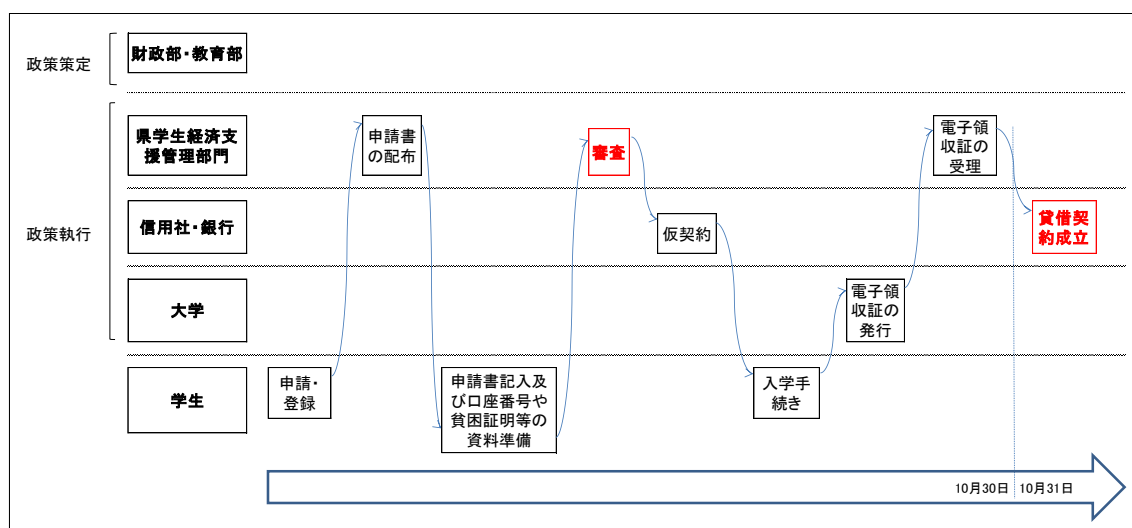 政策策定
財政部・教育部
政策執行
県学生経済支
援管理部門
申請書
の配布
審査
電子領
収証の
受理
信用社・銀行
仮契約
貸借契
約成立
大学
電子領
収証の
発行
学生
申請・
登録
申請書記入及
び口座番号や
貧困証明等の
資料準備
入学手
続き
10月30日
10月31日